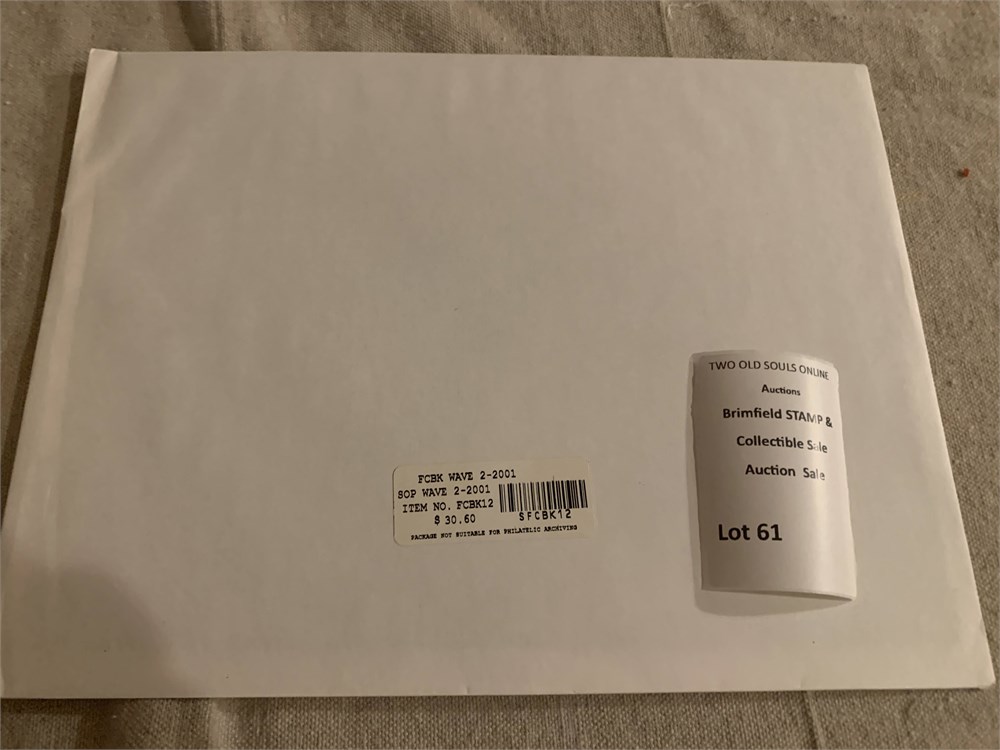 FCBK WAVE 2-2001
SOP WAVE 2-2001
ITEM NO. FCBK12
$ 30.60
SFCBK12
PACKAGE NOT SUITABLE FOR PHILATELIC ARCHIVING
TWO OLD SOULS ONLINE
Auctions
Brimfield STAMP &
Collectible Sale
Auction Sale
Lot 61